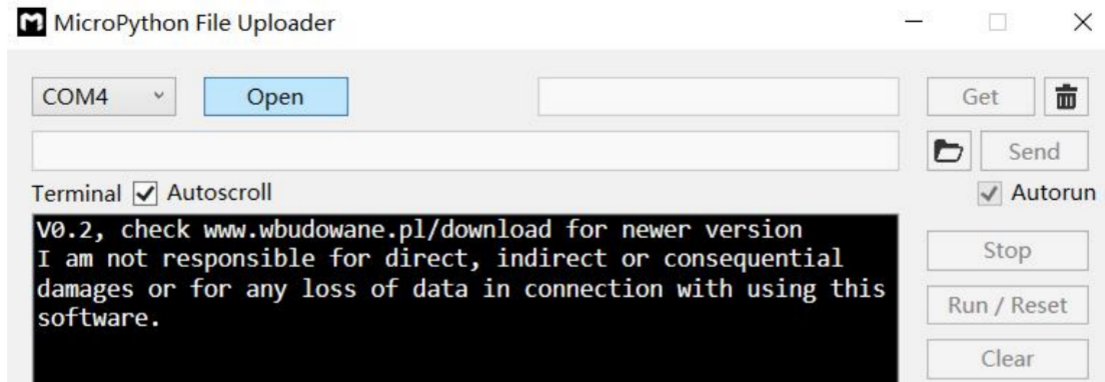 MicroPython File Uploader
COM4 Open Get
Send
Terminal Autoscroll Autorun
V0.2, check www.wbudowane.pl/download for newer version
I am not responsible for direct, indirect or consequential
damages or for any loss of data in connection with using this
software.
Stop
Run / Reset
Clear